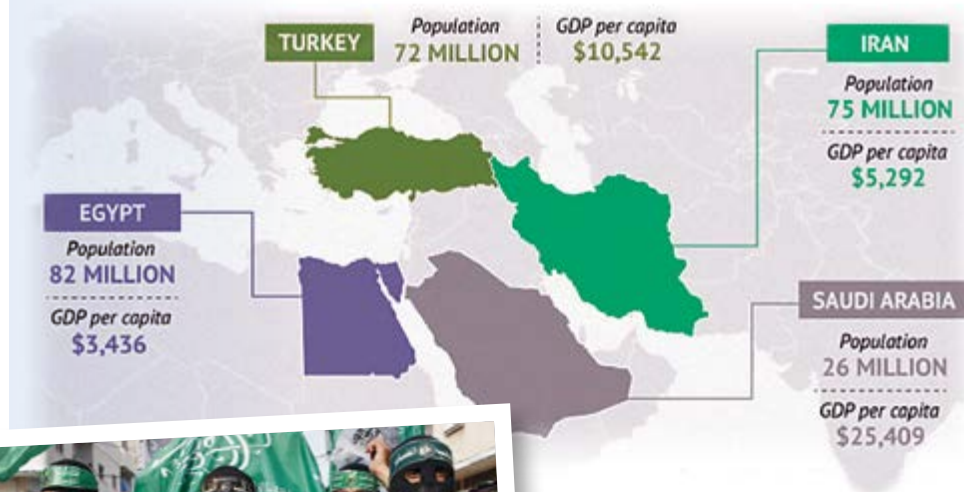 TURKEY
Population
72 MILLION
GDP per capita
$10,542
IRAN
Population
75 MILLION
GDP per capita
$5,292
EGYPT
Population
82 MILLION
GDP per capita
$3,436
SAUDI ARABIA
Population
26 MILLION
GDP per capita
$25,409